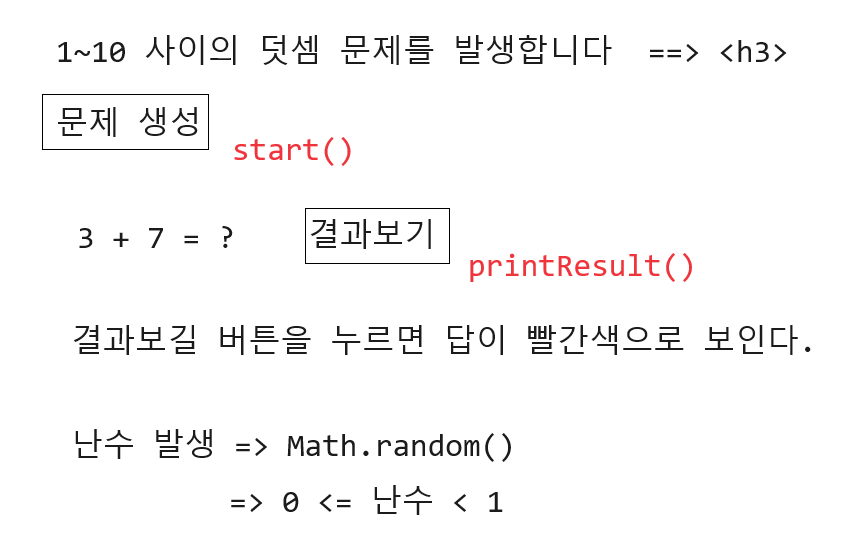 1~10 사이의 덧셈 문제를 발생합니다 ==> <h3>
문제 생성
start()
3 + 7 = ? 결과보기
printResult()
결과보길 버튼을 누르면 답이 빨간색으로 보인다.
난수 발생 => Math.random()
=> 0 <= 난수 < 1